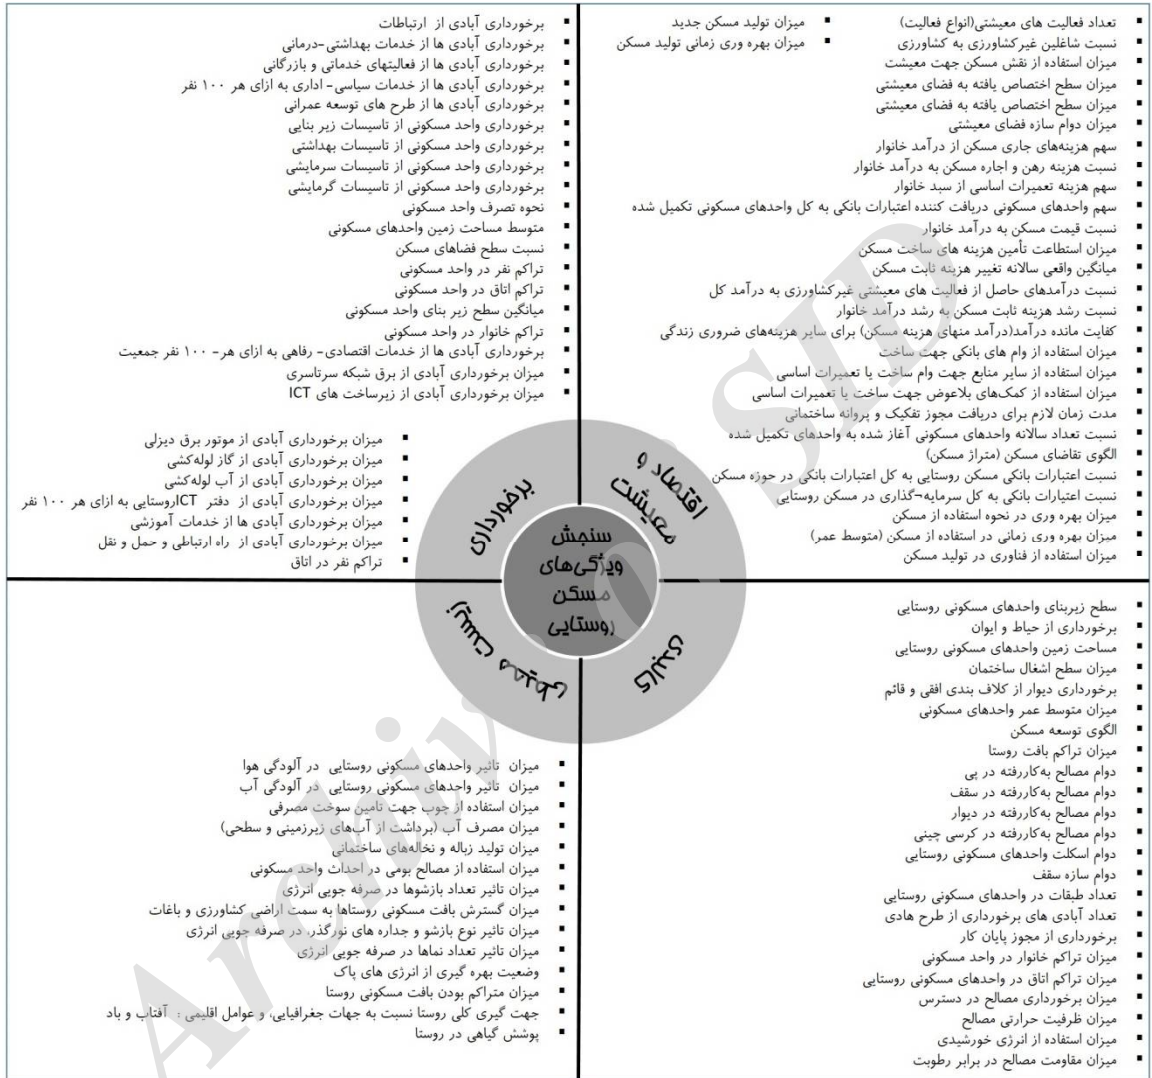 تعداد فعالیت های معیشتی(انواع فعالیت)
نسبت شاغلین غیرکشاورزی به کشاورزی
میزان استفاده از نقش مسکن جهت معیشت
میزان سطح اختصاص یافته به فضای معیشتی
میزان سطح اختصاص یافته به فضای معیشتی
میزان دوام سازه فضای معیشتی
سهم هزینه‌های جاری مسکن از درآمد خانوار
نسبت هزینه رهن و اجاره مسکن به درآمد خانوار
سهم هزینه تعمیرات اساسی از سبد خانوار
سهم واحدهای مسکونی دریافت کننده اعتبارات بانکی به کل واحدهای مسکونی تکمیل شده
نسبت قیمت مسکن به درآمد خانوار
میزان استطاعت تأمین هزینه های ساخت مسکن
میانگین واقعی سالانه تغییر هزینه ثابت مسکن
نسبت درآمدهای حاصل از فعالیت های معیشتی غیرکشاورزی به درآمد کل
نسبت رشد هزینه ثابت مسکن به رشد درآمد خانوار
کفایت مانده درآمد(درآمد منهای هزینه مسکن) برای سایر هزینه‌های ضروری زندگی
میزان استفاده از وام های بانکی جهت ساخت
میزان استفاده از سایر منابع جهت وام ساخت یا تعمیرات اساسی
میزان استفاده از کمک‌های بلاعوض جهت ساخت یا تعمیرات اساسی
مدت زمان لازم برای دریافت مجوز تفکیک و پروانه ساختمانی
نسبت تعداد سالانه واحدهای مسکونی آغاز شده به واحدهای تکمیل شده
الگوی تقاضای مسکن (متراژ مسکن)
نسبت اعتبارات بانکی مسکن روستایی به کل اعتبارات بانکی در حوزه مسکن
نسبت اعتبارات بانکی به کل سرمایه¬گذاری در مسکن روستایی
میزان بهره وری در نحوه استفاده از مسکن
میزان بهره وری زمانی در استفاده از مسکن (متوسط عمر)
میزان استفاده از فناوری در تولید مسکن
میزان تولید مسکن جدید
میزان بهره وری زمانی تولید مسکن
برخورداری آبادی از ارتباطات
برخورداری آبادی ها از خدمات بهداشتی-درمانی
برخورداری آبادی ها از فعالیتهای خدماتی و بازرگانی
برخورداری آبادی ها از خدمات سیاسی- اداری به ازای هر ۱۰۰ نفر
برخورداری آبادی ها از طرح های توسعه عمرانی
برخورداری واحد مسکونی از تاسیسات زیر بنایی
برخورداری واحد مسکونی از تاسیسات بهداشتی
برخورداری واحد مسکونی از تاسیسات سرمایشی
برخورداری واحد مسکونی از تاسیسات گرمایشی
نحوه تصرف واحد مسکونی
متوسط مساحت زمین واحدهای مسکونی
نسبت سطح فضاهای مسکن
تراکم نفر در واحد مسکونی
تراکم اتاق در واحد مسکونی
میانگین سطح زیر بنای واحد مسکونی
تراکم خانوار در واحد مسکونی
برخورداری آبادی ها از خدمات اقتصادی- رفاهی به ازای هر- ۱۰۰ نفر جمعیت
میزان برخورداری آبادی از برق شبکه سرتاسری
میزان برخورداری آبادی از زیرساخت های ICT
میزان برخورداری آبادی از موتور برق دیزلی
میزان برخورداری آبادی از گاز لوله‌کشی
میزان برخورداری آبادی از آب لوله‌کشی
میزان برخورداری آبادی از دفتر ICTروستایی به ازای هر ۱۰۰ نفر
میزان برخورداری آبادی ها از خدمات آموزشی
میزان برخورداری آبادی از راه ارتباطی و حمل و نقل
تراکم نفر در اتاق
اقتصاد و
معیشت
برخورداری
سنجش
ویژگی‌های
مسکن
روستایی
زیست محیطی
کالبدی
سطح زیربنای واحدهای مسکونی روستایی
برخورداری از حیاط و ایوان
مساحت زمین واحدهای مسکونی روستایی
میزان سطح اشغال ساختمان
برخورداری دیوار از کلاف بندی افقی و قائم
میزان متوسط عمر واحدهای مسکونی
الگوی توسعه مسکن
میزان تراکم بافت روستا
دوام مصالح به‌کاررفته در پی
دوام مصالح به‌کاررفته در سقف
دوام مصالح به‌کاررفته در دیوار
دوام مصالح به‌کاررفته در کرسی چینی
دوام اسکلت واحدهای مسکونی روستایی
دوام سازه سقف
تعداد طبقات در واحدهای مسکونی روستایی
تعداد آبادی های برخورداری از طرح هادی
برخورداری از مجوز پایان کار
میزان تراکم خانوار در واحد مسکونی
میزان تراکم اتاق در واحدهای مسکونی روستایی
میزان برخورداری مصالح در دسترس
میزان ظرفیت حرارتی مصالح
میزان استفاده از انرژی خورشیدی
میزان مقاومت مصالح در برابر رطوبت
میزان تاثیر واحدهای مسکونی روستایی در آلودگی هوا
میزان تاثیر واحدهای مسکونی روستایی در آلودگی آب
میزان استفاده از چوب جهت تامین سوخت مصرفی
میزان مصرف آب (برداشت از آب‌های زیرزمینی و سطحی)
میزان تولید زباله و نخاله‌های ساختمانی
میزان استفاده از مصالح بومی در احداث واحد مسکونی
میزان تاثیر تعداد بازشوها در صرفه جویی انرژی
میزان گسترش بافت مسکونی روستاها به سمت اراضی کشاورزی و باغات
میزان تاثیر نوع بازشو و جداره های نورگذر، در صرفه جویی انرژی
میزان تاثیر تعداد نماها در صرفه جویی انرژی
وضعیت بهره گیری از انرژی های پاک
میزان متراکم بودن بافت مسکونی روستا
جهت گیری کلی روستا نسبت به جهات جغرافیایی، و عوامل اقلیمی : آفتاب و باد
پوشش گیاهی در روستا
Archive of SID